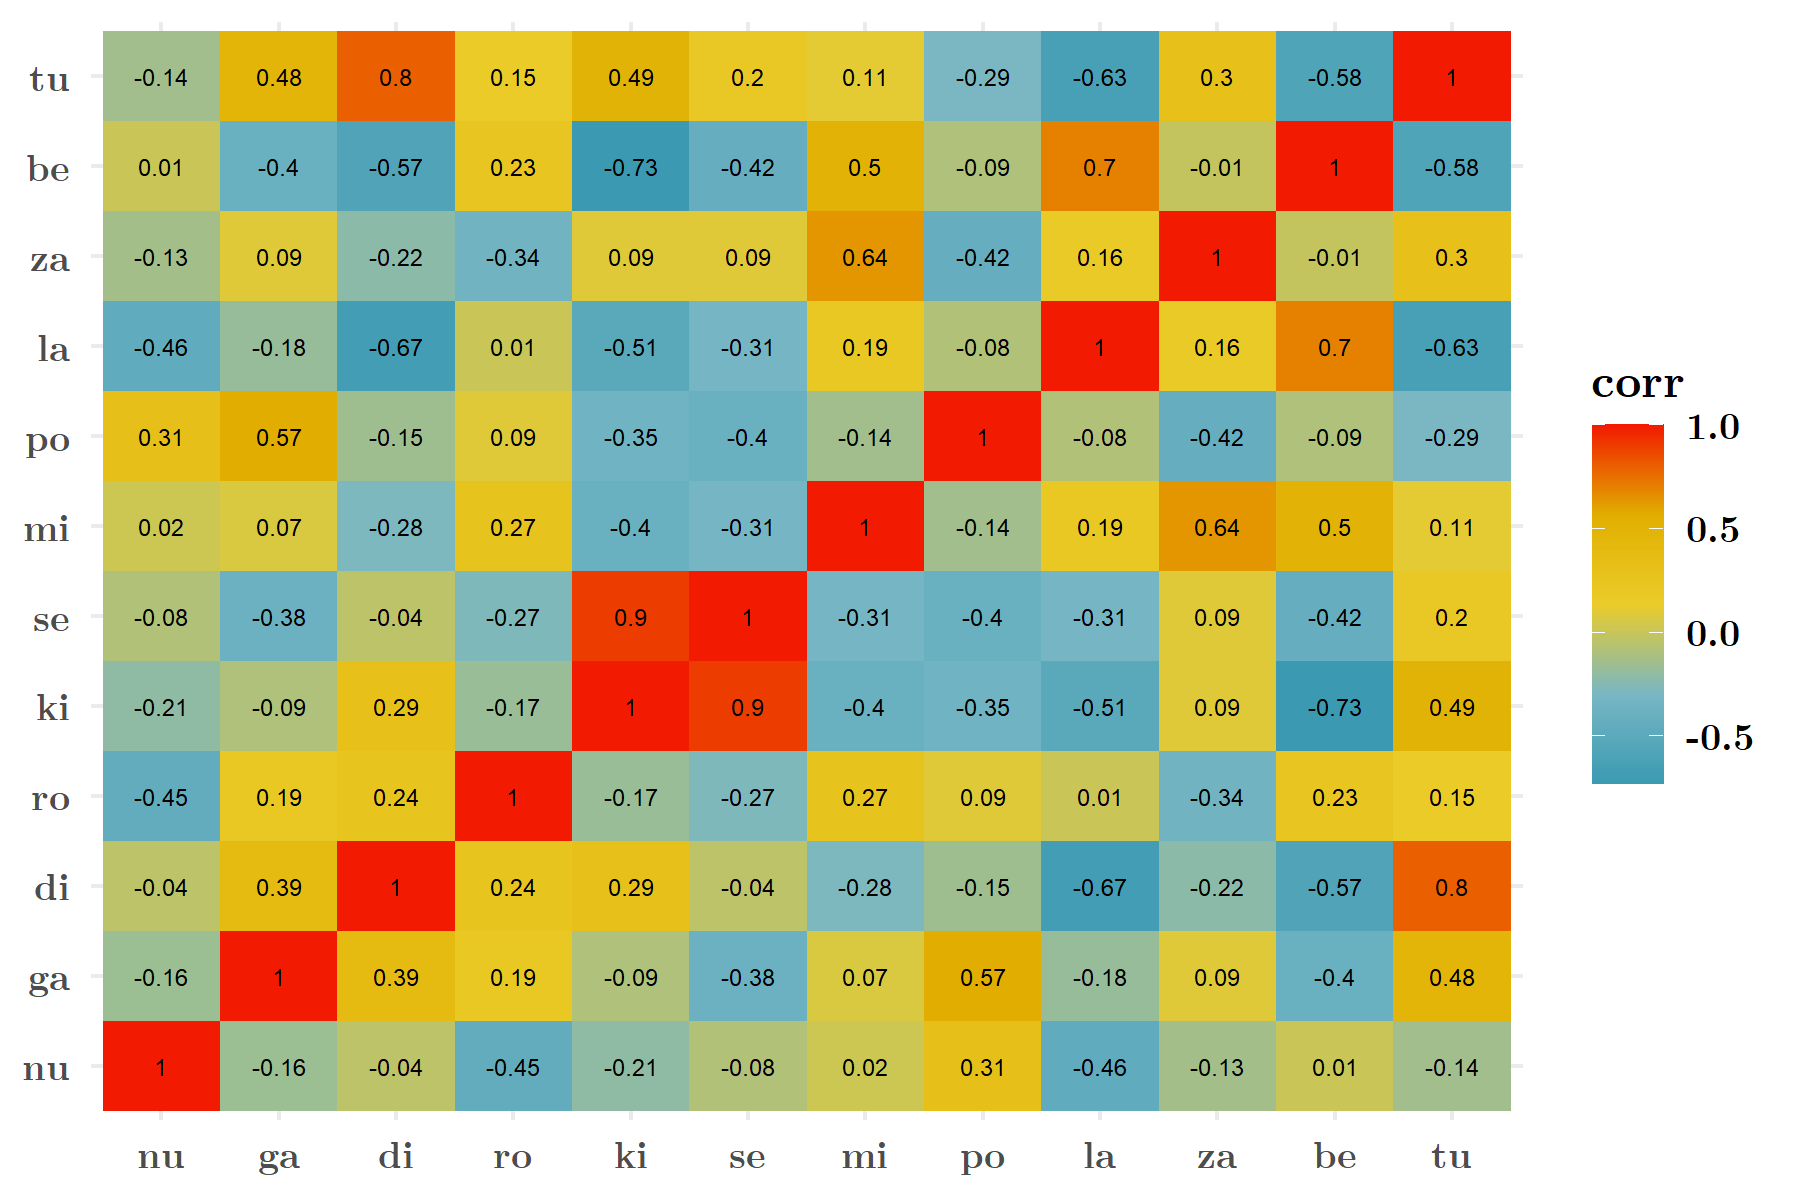 tu -0.14 0.48 0.8 0.15 0.49 0.2 0.11 -0.29 -0.63 0.3 -0.58 1
be 0.01 -0.4 -0.57 0.23 -0.73 -0.42 0.5 -0.09 0.7 -0.01 1 -0.58
za -0.13 0.09 -0.22 -0.34 0.09 0.09 0.64 -0.42 0.16 1 -0.01 0.3
la -0.46 -0.18 -0.67 0.01 -0.51 -0.31 0.19 -0.08 1 0.16 0.7 -0.63
po 0.31 0.57 -0.15 0.09 -0.35 -0.4 -0.14 1 -0.08 -0.42 -0.09 -0.29
mi 0.02 0.07 -0.28 0.27 -0.4 -0.31 1 -0.14 0.19 0.64 0.5 0.11
se -0.08 -0.38 -0.04 -0.27 0.9 1 -0.31 -0.4 -0.31 0.09 -0.42 0.2
ki -0.21 -0.09 0.29 -0.17 1 0.9 -0.4 -0.35 -0.51 0.09 -0.73 0.49
ro -0.45 0.19 0.24 1 -0.17 -0.27 0.27 0.09 0.01 -0.34 0.23 0.15
di -0.04 0.39 1 0.24 0.29 -0.04 -0.28 -0.15 -0.67 -0.22 -0.57 0.8
ga -0.16 1 0.39 0.19 -0.09 -0.38 0.07 0.57 -0.18 0.09 -0.4 0.48
nu 1 -0.16 -0.04 -0.45 -0.21 -0.08 0.02 0.31 -0.46 -0.13 0.01 -0.14
nu ga di ro ki se mi po la za be tu
corr
1.0
0.5
0.0
-0.5